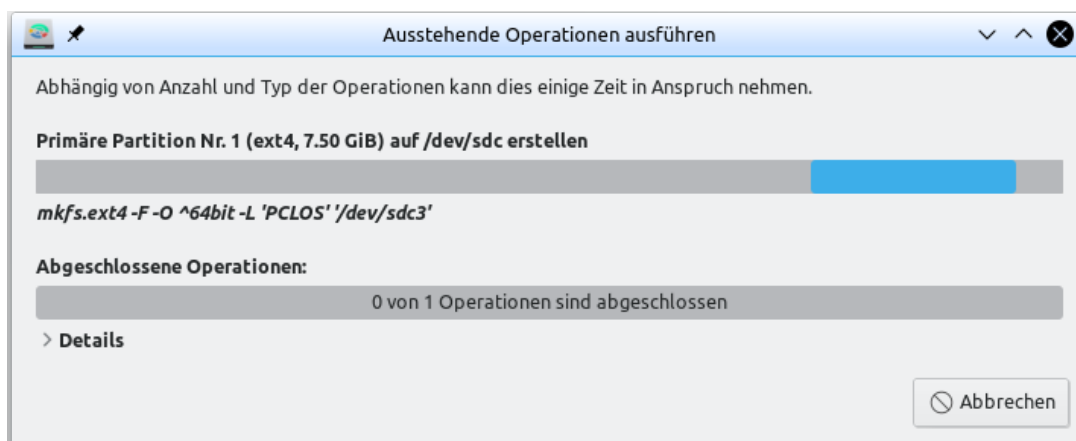 Ausstehende Operationen ausführen
Abhängig von Anzahl und Typ der Operationen kann dies einige Zeit in Anspruch nehmen.
Primäre Partition Nr. 1 (ext4, 7.50 GiB) auf /dev/sdc erstellen
mkfs.ext4 -F -O ^64bit -L 'PCLOS' '/dev/sdc3'
Abgeschlossene Operationen:
0 von 1 Operationen sind abgeschlossen
Details
Abbrechen